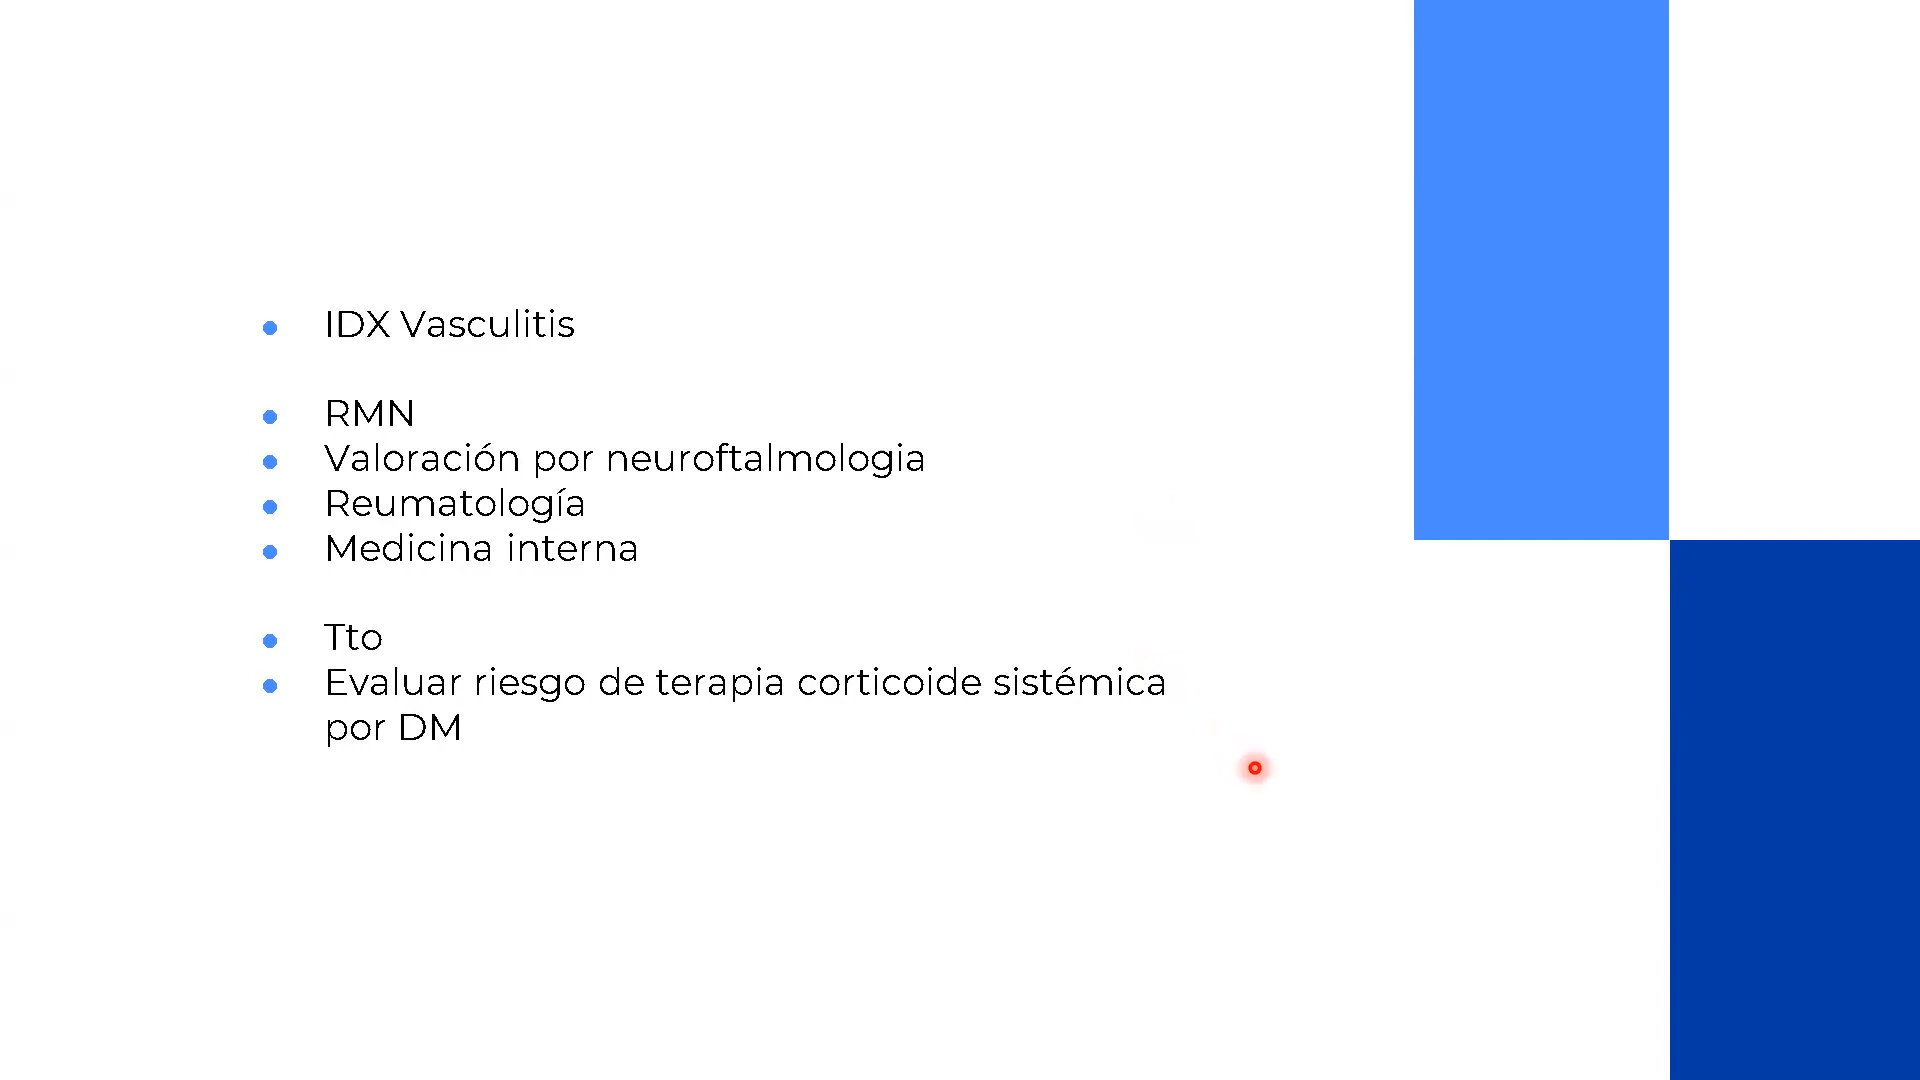 IDX Vasculitis
RMN
Valoración por neuroftalmologia
Reumatología
Medicina interna
Tto
Evaluar riesgo de terapia corticoide sistémica
por DM